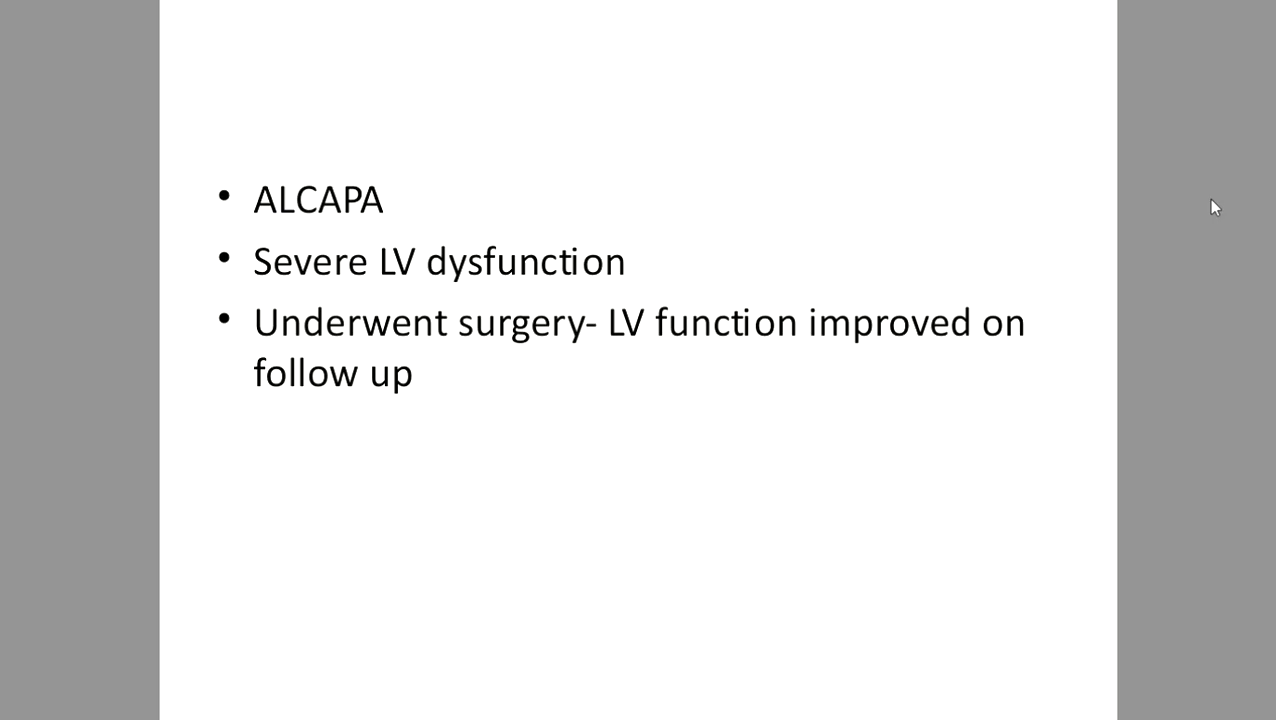 • ALCAPA
• Severe LV dysfunction
• Underwent surgery- LV function improved on
follow up